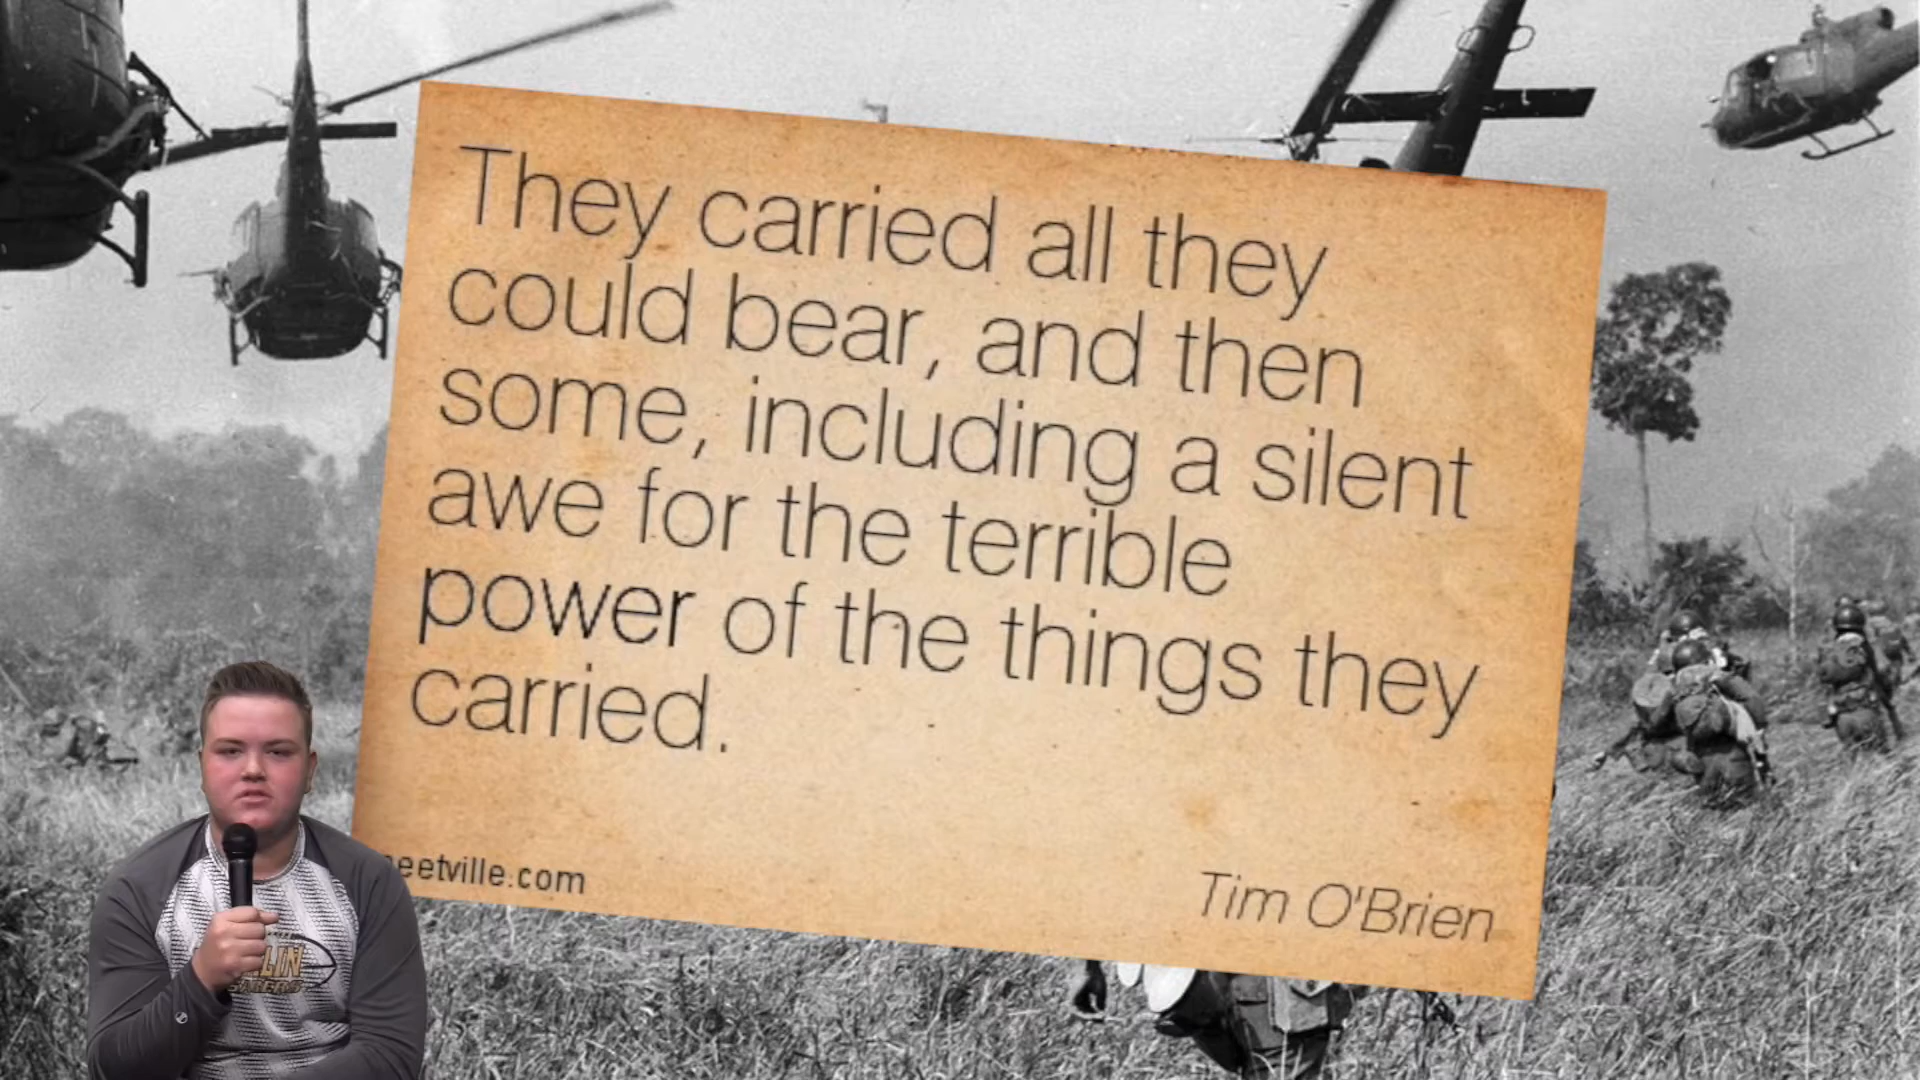 They carried all they
could bear, and then
some, including a silent
awe for the terrible
power of the things they
carried.
eetville.com
Tim O'Brien
LIN